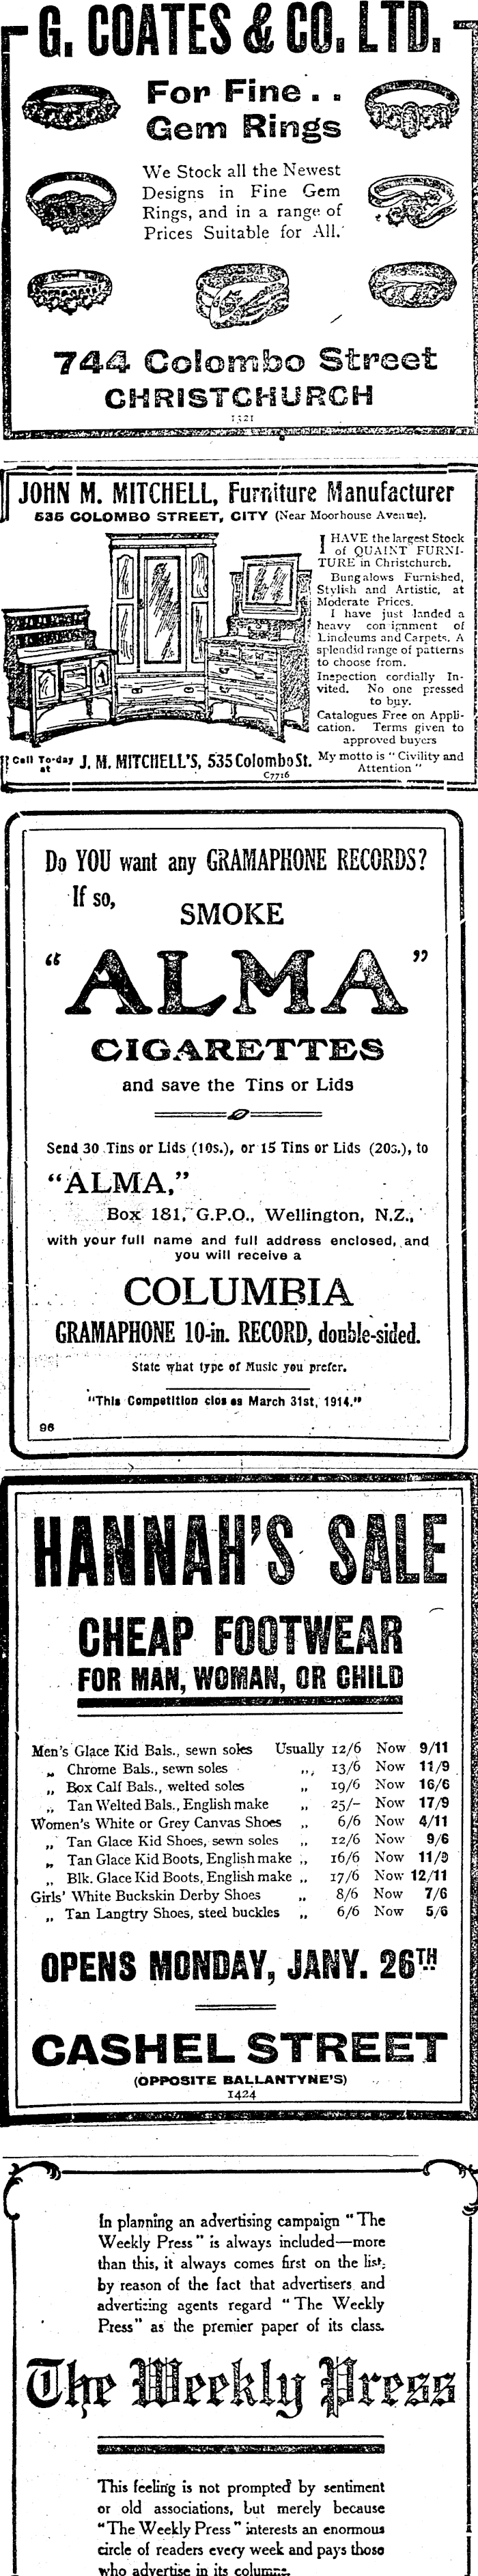 G. COATES & CO. LTD.
For Fine . .
Gem Rings
We Stock all the Newest
Designs in Fine Gem
Rings, and in a range of
Prices Suitable for All.
744 Colombo Street
CHRISTCHURCH
1321
JOHN M. MITCHELL, Furniture Manufacturer
535 COLOMBO STREET, CITY (Near Moorhouse Avenue).
I HAVE the largest Stock
of QUAINT FURNI-
TURE in Christchurch.
Bungalows Furnished,
Stylish and Artistic, at
Moderate Prices.
I have just landed a
heavy consignment of
Linoleums and Carpets. A
splendid range of patterns
to choose from.
Inspection cordially In-
vited. No one pressed
to buy.
Catalogues Free on Appli-
cation. Terms given to
approved buyers
My motto is "Civility and
Attention"
Call To-day
at J. M. MITCHELL'S, 535 Colombo St.
C7716
Do YOU want any GRAMAPHONE RECORDS?
If so,
SMOKE
"ALMA"
CIGARETTES
and save the Tins or Lids
Send 30 Tins or Lids (10s.), or 15 Tins or Lids (20s.), to
"ALMA,"
Box 181, G.P.O., Wellington, N.Z.,
with your full name and full address enclosed, and
you will receive a
COLUMBIA
GRAMAPHONE 10-in. RECORD, double-sided.
State what type of Music you prefer.
"This Competition closes March 31st, 1914."
96
HANNAH'S SALE
CHEAP FOOTWEAR
FOR MAN, WOMAN, OR CHILD
Men's Glace Kid Bals., sewn soles Usually 12/6 Now 9/11
„ Chrome Bals., sewn soles „ 13/6 Now 11/9
„ Box Calf Bals., welted soles „ 19/6 Now 16/6
„ Tan Welted Bals., English make „ 25/- Now 17/9
Women's White or Grey Canvas Shoes „ 6/6 Now 4/11
„ Tan Glace Kid Shoes, sewn soles „ 12/6 Now 9/6
„ Tan Glace Kid Boots, English make „ 16/6 Now 11/9
„ Blk. Glace Kid Boots, English make „ 17/6 Now 12/11
Girls' White Buckskin Derby Shoes „ 8/6 Now 7/6
„ Tan Langtry Shoes, steel buckles „ 6/6 Now 5/6
OPENS MONDAY, JANY. 26TH
CASHEL STREET
(OPPOSITE BALLANTYNE'S)
1424
In planning an advertising campaign "The
Weekly Press" is always included—more
than this, it always comes first on the list,
by reason of the fact that advertisers and
advertizing agents regard "The Weekly
Press" as the premier paper of its class.
The Weekly Press
This feeling is not prompted by sentiment
or old associations, but merely because
"The Weekly Press" interests an enormous
circle of readers every week and pays those
who advertise in its columns.